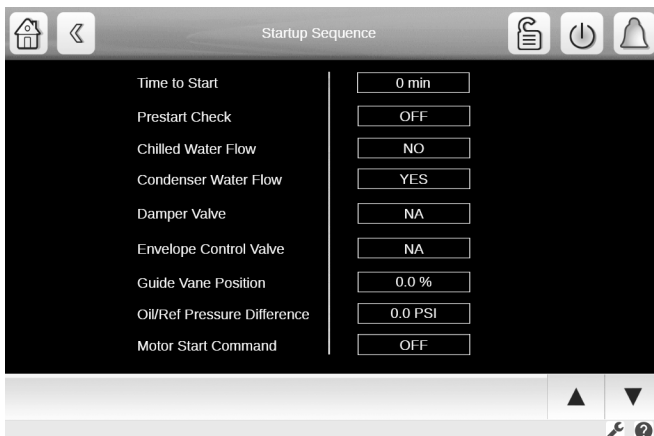 Startup Sequence
Time to Start 0 min
Prestart Check OFF
Chilled Water Flow NO
Condenser Water Flow YES
Damper Valve NA
Envelope Control Valve NA
Guide Vane Position 0.0 %
Oil/Ref Pressure Difference 0.0 PSI
Motor Start Command OFF
?